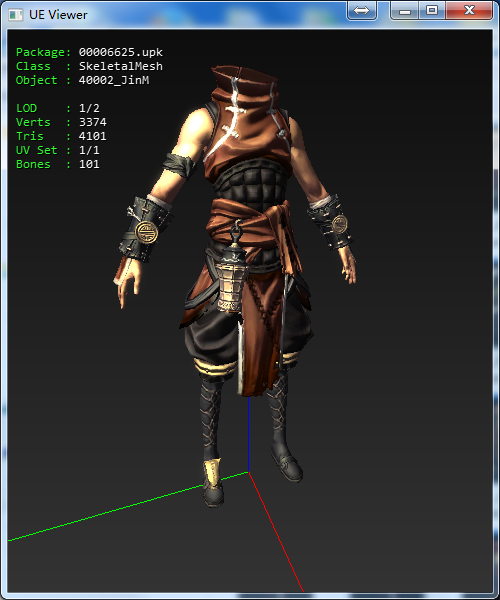 UE Viewer
Package: 00006625.upk
Class : SkeletalMesh
Object : 40002_JinM
LOD : 1/2
Verts : 3374
Tris : 4101
UV Set : 1/1
Bones : 101